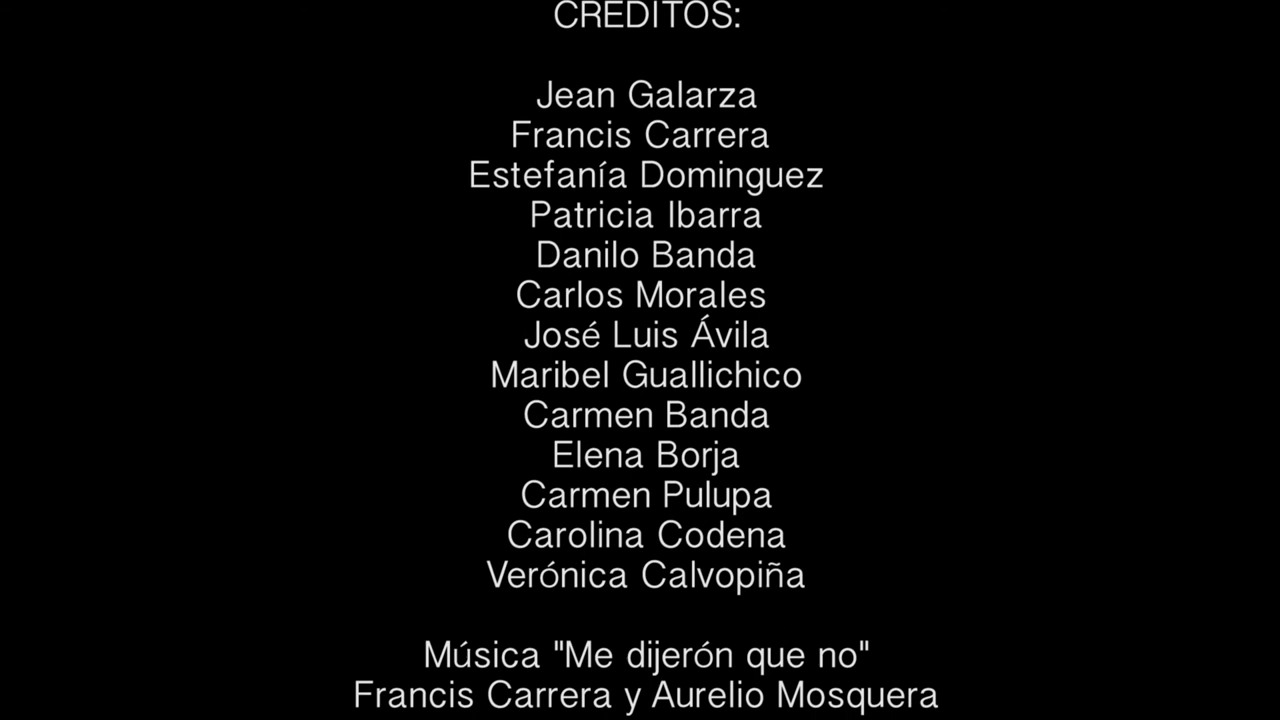 CREDITOS:
Jean Galarza
Francis Carrera
Estefanía Dominguez
Patricia Ibarra
Danilo Banda
Carlos Morales
José Luis Ávila
Maribel Guallichico
Carmen Banda
Elena Borja
Carmen Pulupa
Carolina Codena
Verónica Calvopiña
Música "Me dijerón que no"
Francis Carrera y Aurelio Mosquera